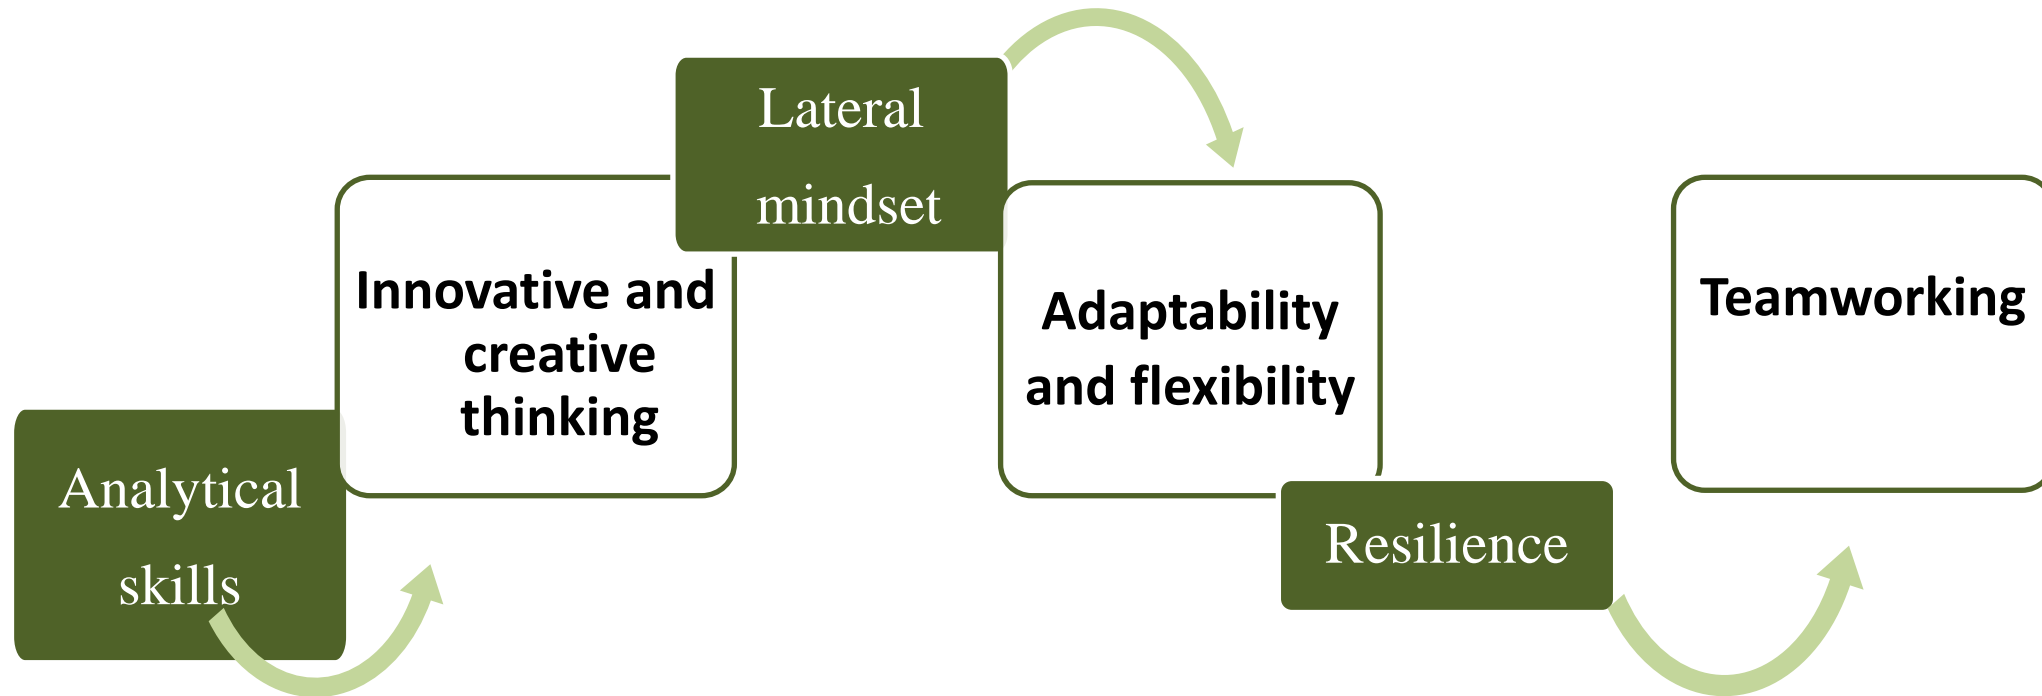 Analytical
skills
Innovative and
creative
thinking
Lateral
mindset
Adaptability
and flexibility
Resilience
Teamworking